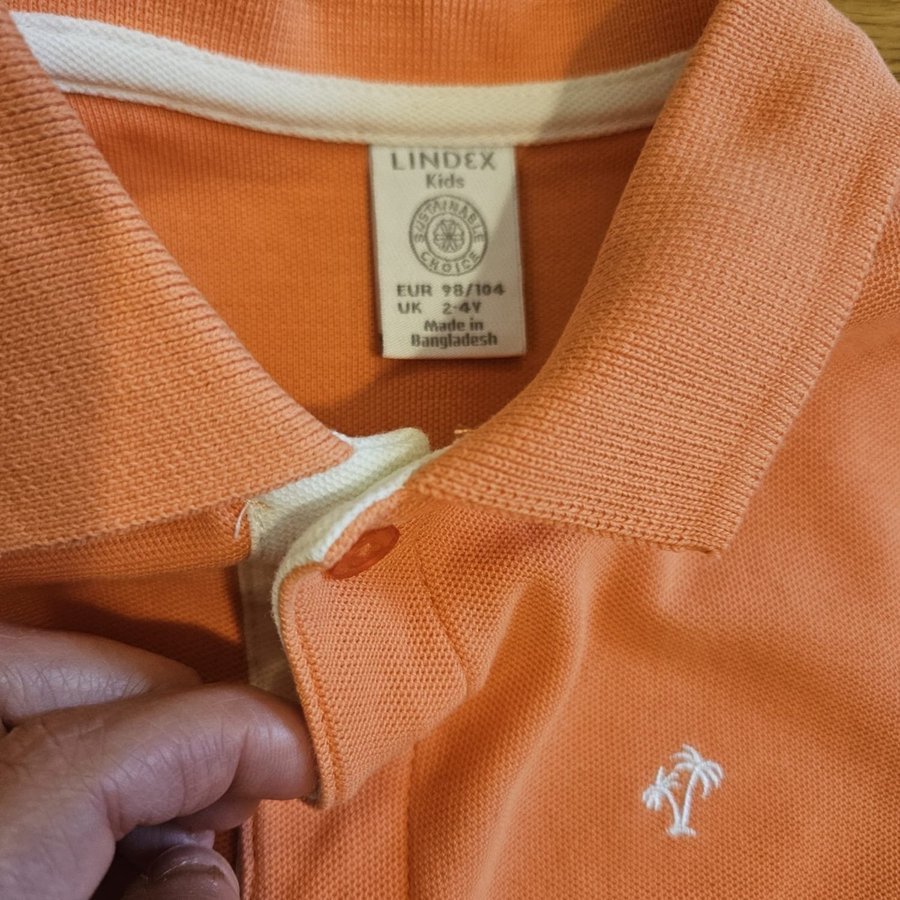 LINDEX
Kids
SUSTAINABLE
CHOICE
EUR 98/104
UK 2-4Y
Made in
Bangladesh